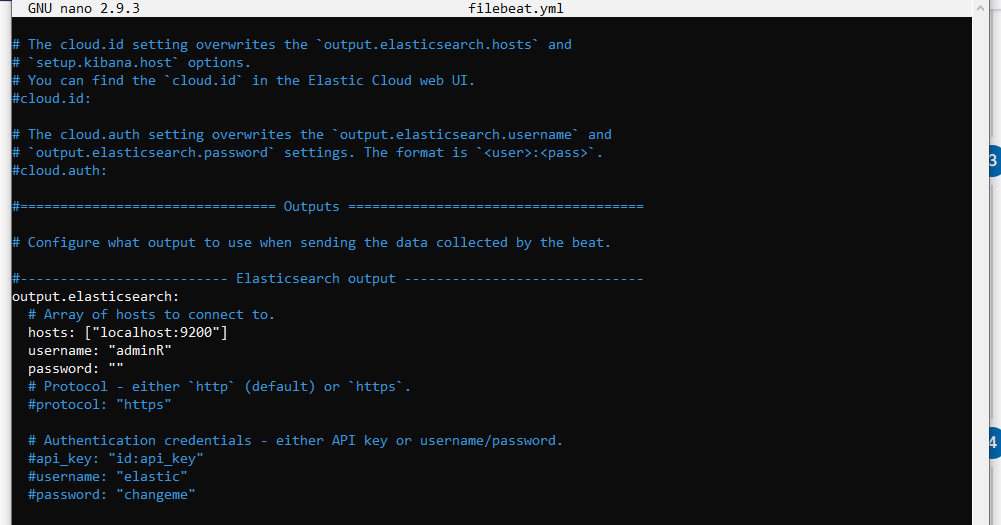 GNU nano 2.9.3 filebeat.yml
# The cloud.id setting overwrites the `output.elasticsearch.hosts` and
# `setup.kibana.host` options.
# You can find the `cloud.id` in the Elastic Cloud web UI.
#cloud.id:
# The cloud.auth setting overwrites the `output.elasticsearch.username` and
# `output.elasticsearch.password` settings. The format is `<user>:<pass>`.
#cloud.auth:
#================================ Outputs =====================================
# Configure what output to use when sending the data collected by the beat.
#-------------------------- Elasticsearch output ------------------------------
output.elasticsearch:
# Array of hosts to connect to.
hosts: ["localhost:9200"]
username: "adminR"
password: ""
# Protocol - either `http` (default) or `https`.
#protocol: "https"
# Authentication credentials - either API key or username/password.
#api_key: "id:api_key"
#username: "elastic"
#password: "changeme"
3
4